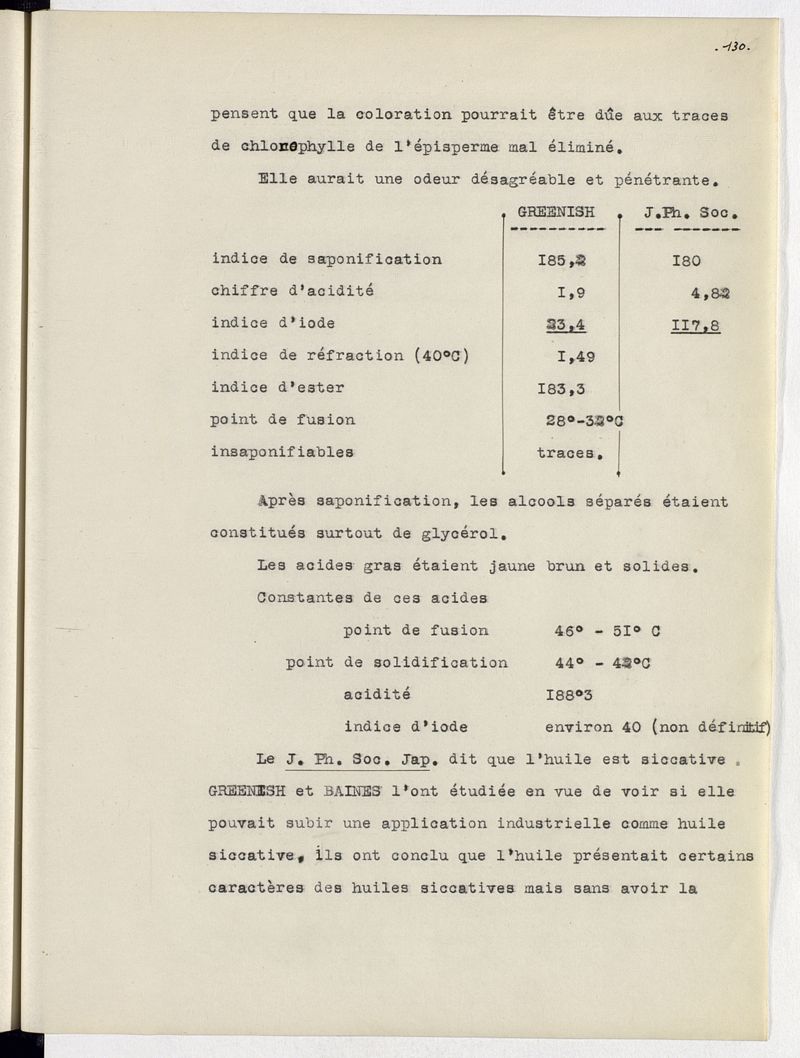 .130.
pensent que la coloration pourrait être dûe aux traces
de chlorophylle de l'épisperme mal éliminé.
Elle aurait une odeur désagréable et pénétrante.
GREENISH J.Ph. Soc.
indice de saponification 185,2 180
chiffre d'acidité 1,9 4,82
indice d'iode 23,4 117,8
indice de réfraction (40°C) 1,49
indice d'ester 183,3
point de fusion 28°-32°C
insaponifiables traces.
Après saponification, les alcools séparés étaient
constitués surtout de glycérol.
Les acides gras étaient jaune brun et solides.
Constantes de ces acides
point de fusion 46° - 51° C
point de solidification 44° - 42°C
acidité 188°3
indice d'iode environ 40 (non définitif)
Le J. Ph. Soc. Jap. dit que l'huile est siccative.
GREENISH et BAINES l'ont étudiée en vue de voir si elle
pouvait subir une application industrielle comme huile
siccative, ils ont conclu que l'huile présentait certains
caractères des huiles siccatives mais sans avoir la